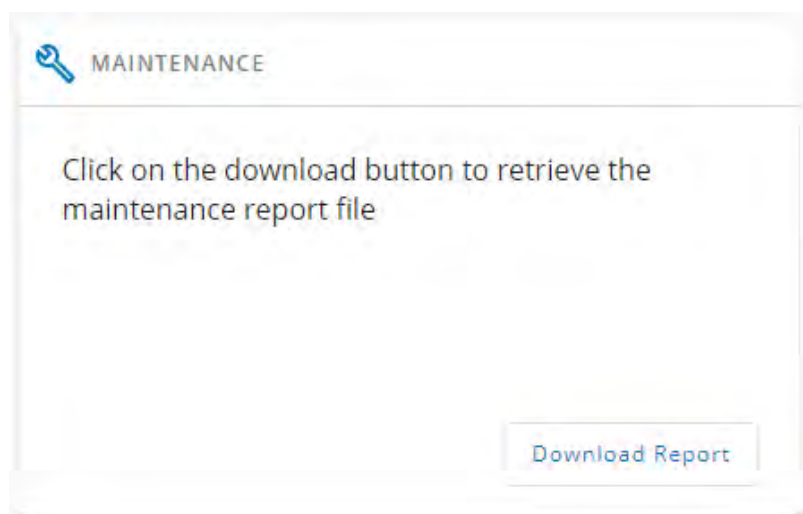 MAINTENANCE
Click on the download button to retrieve the
maintenance report file
Download Report